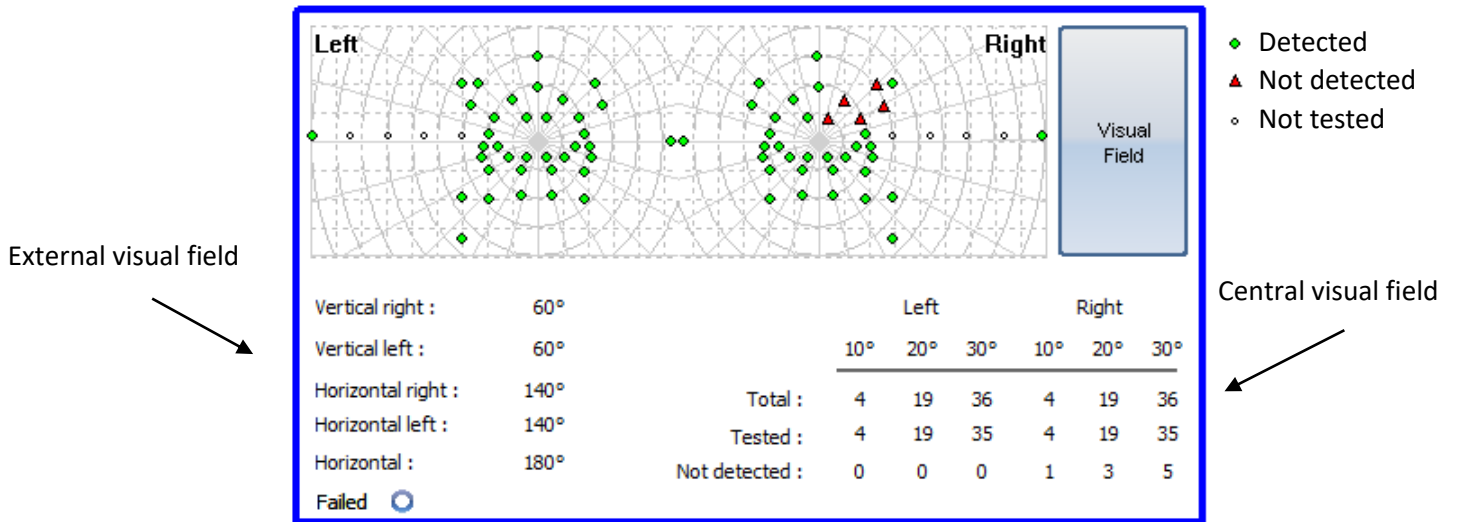 Left
Right
Visual
Field
Detected
Not detected
Not tested
External visual field
Central visual field
Vertical right : 60°
Vertical left : 60°
Horizontal right : 140°
Horizontal left : 140°
Horizontal : 180°
Failed
Left Right
10° 20° 30° 10° 20° 30°
Total : 4 19 36 4 19 36
Tested : 4 19 35 4 19 35
Not detected : 0 0 0 1 3 5